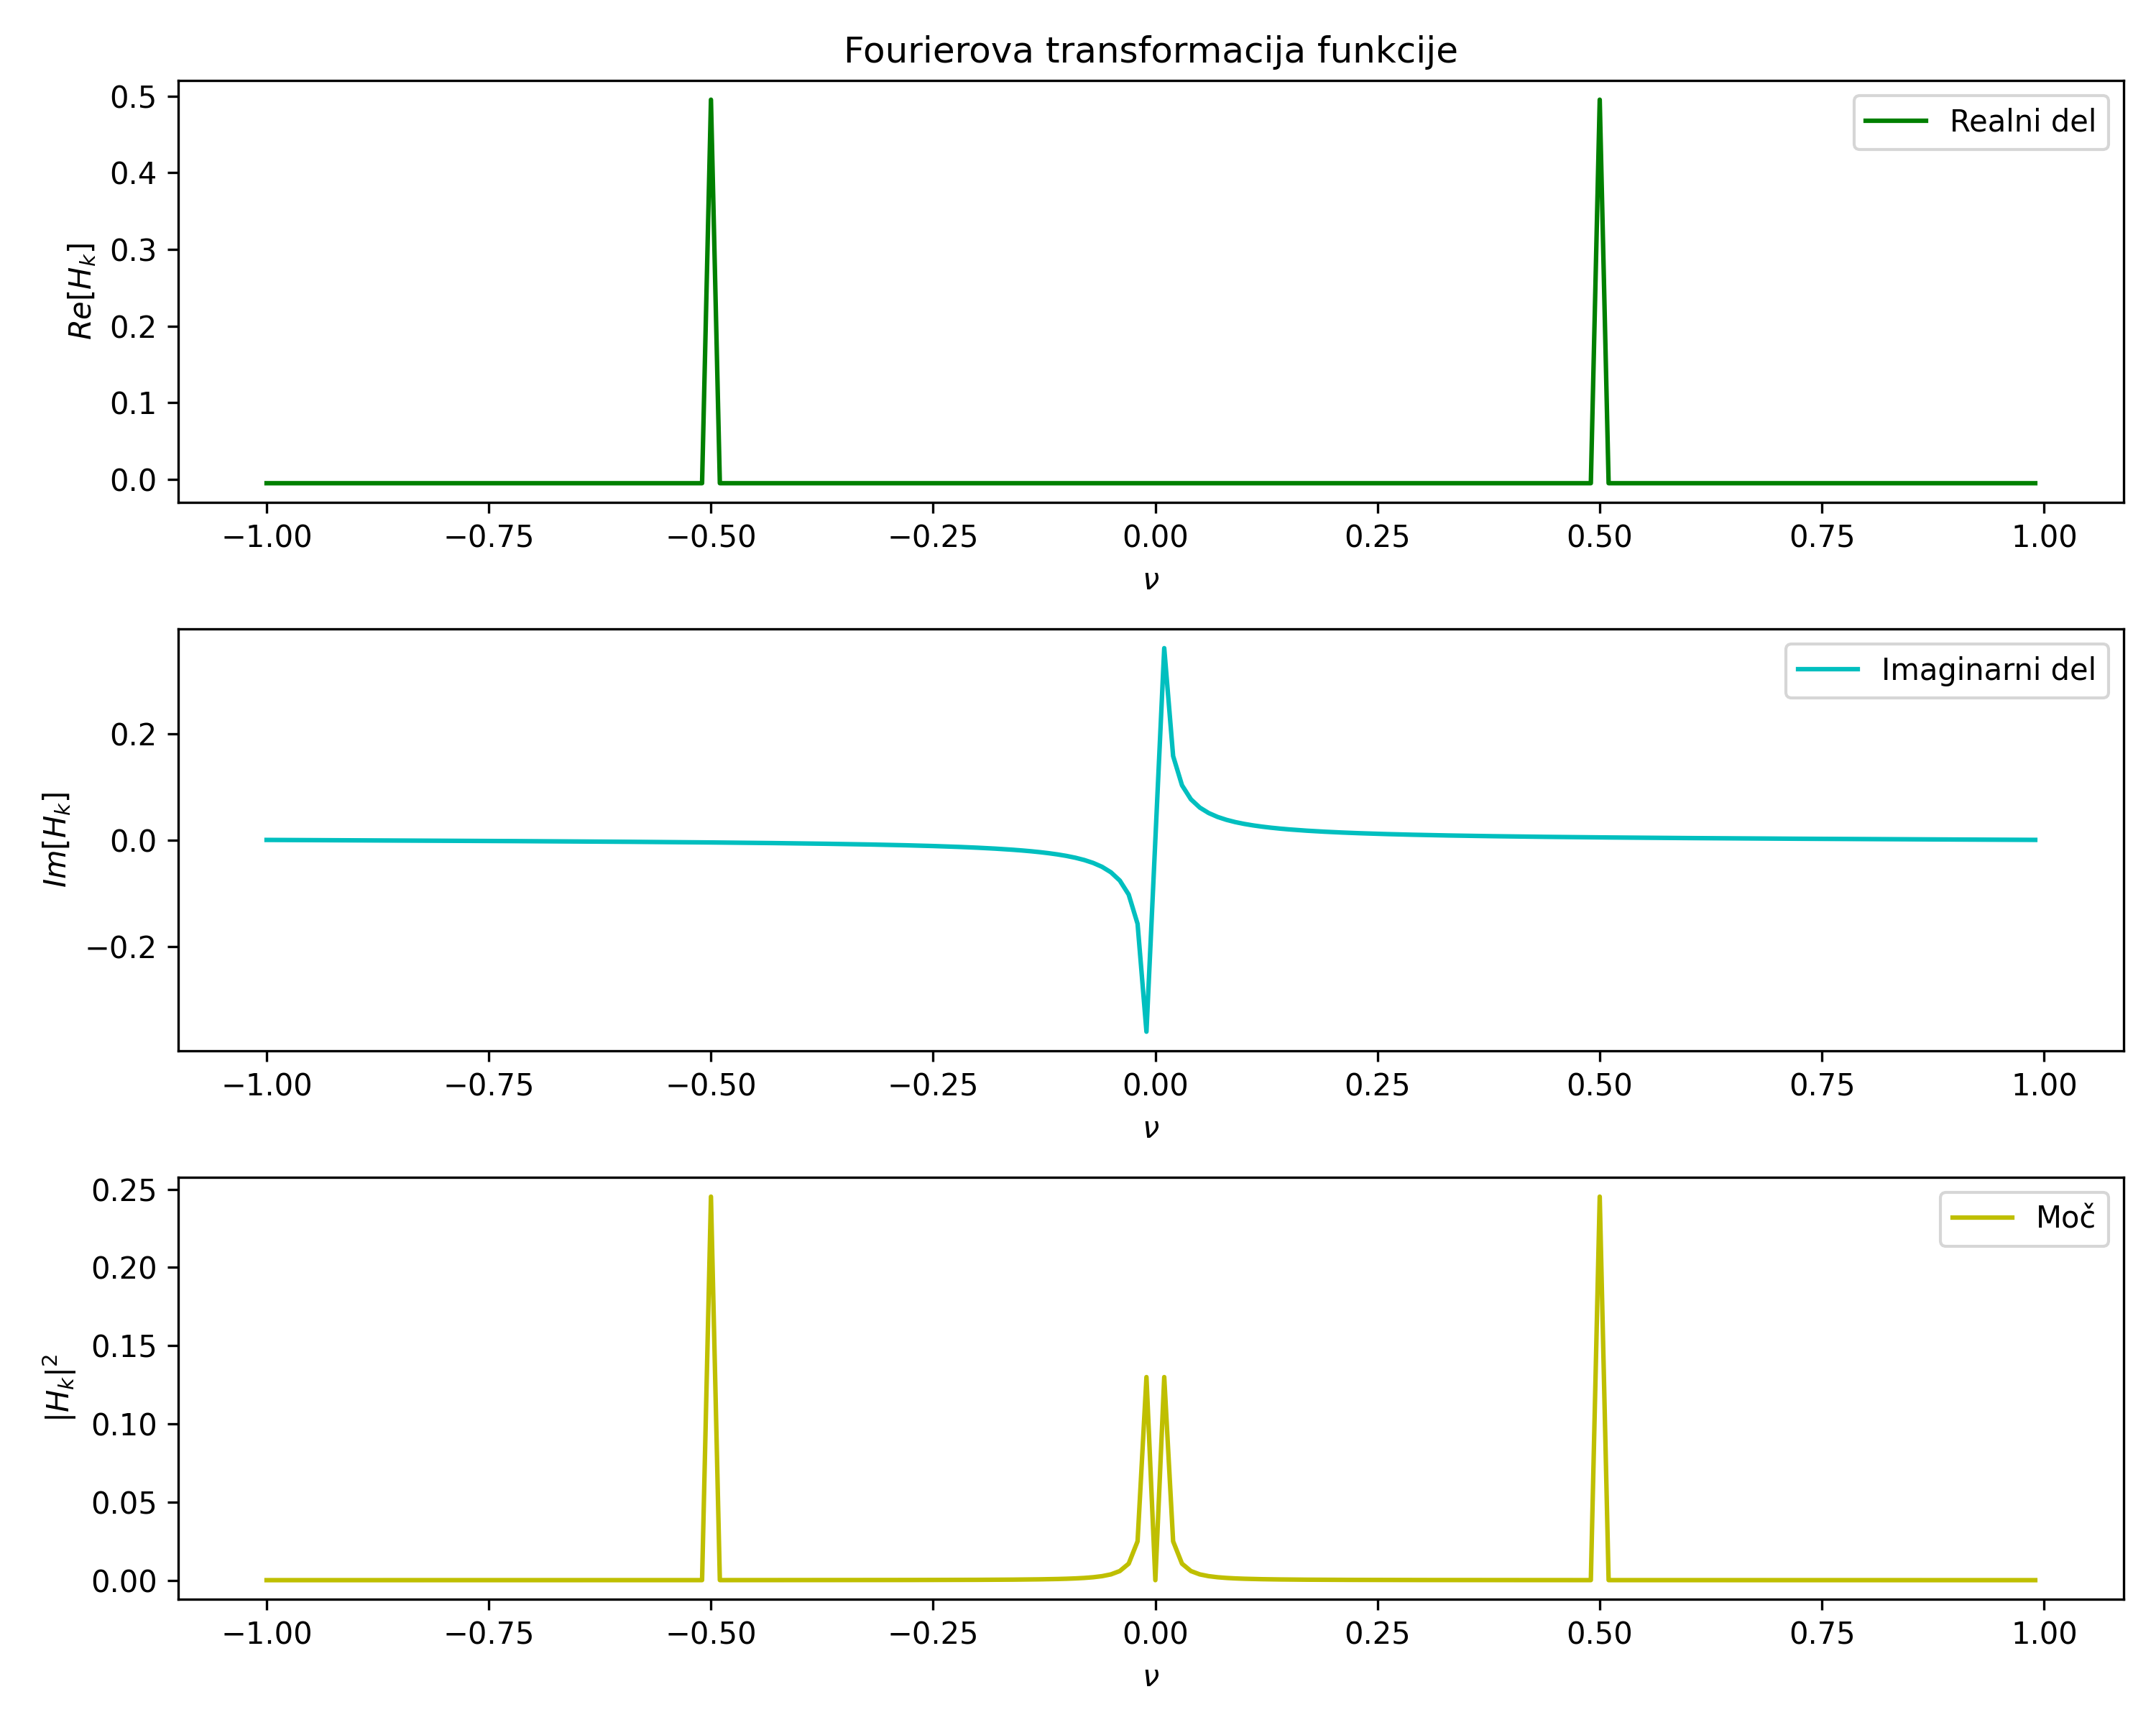 Fourierova transformacija funkcije
Re[H_k]
0.5
0.4
0.3
0.2
0.1
0.0
Realni del
−1.00 −0.75 −0.50 −0.25 0.00 0.25 0.50 0.75 1.00
ν
Im[H_k]
0.2
0.0
−0.2
Imaginarni del
−1.00 −0.75 −0.50 −0.25 0.00 0.25 0.50 0.75 1.00
ν
|H_k|²
0.25
0.20
0.15
0.10
0.05
0.00
Moč
−1.00 −0.75 −0.50 −0.25 0.00 0.25 0.50 0.75 1.00
ν